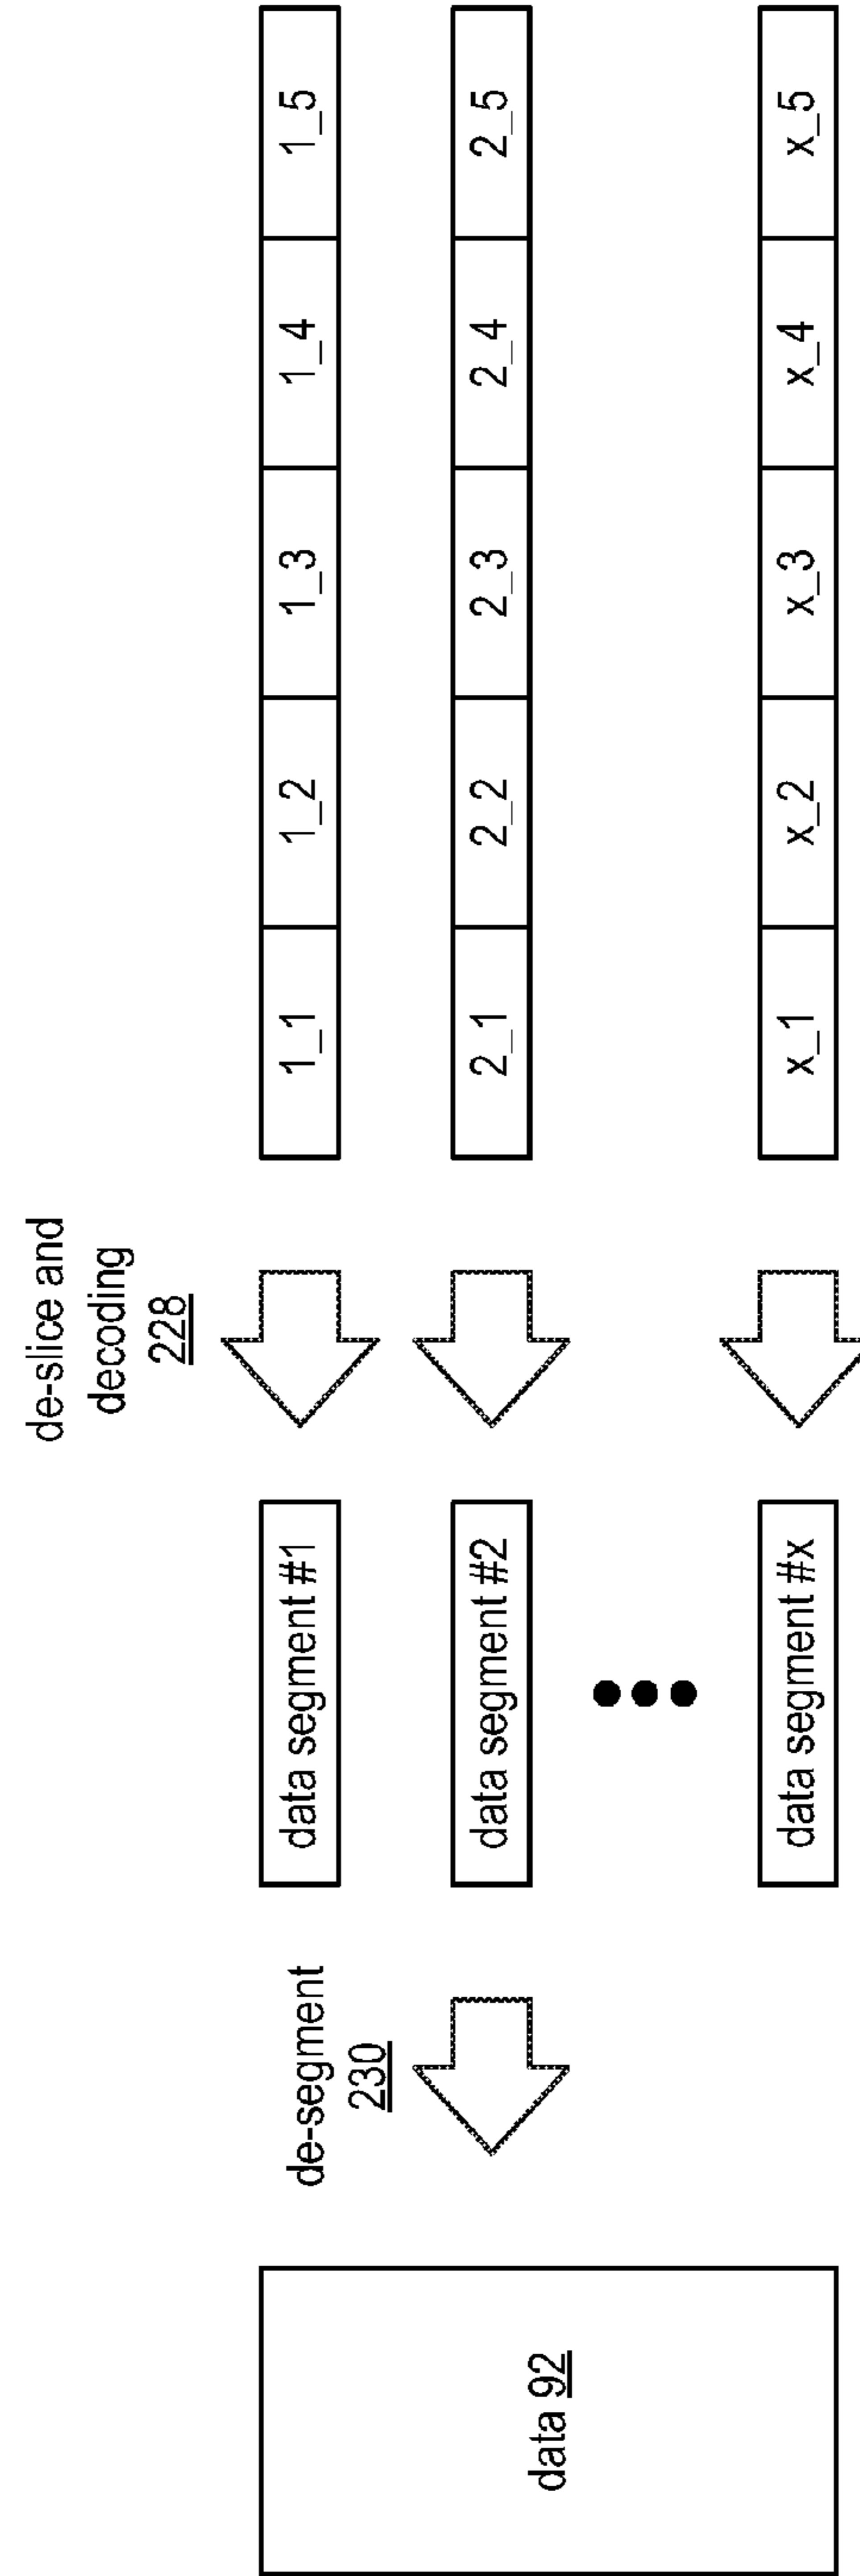 de-slice and
decoding
228
de-segment
230
data 92
data segment #1
1_1
1_2
1_3
1_4
1_5
data segment #2
2_1
2_2
2_3
2_4
2_5
data segment #x
x_1
x_2
x_3
x_4
x_5